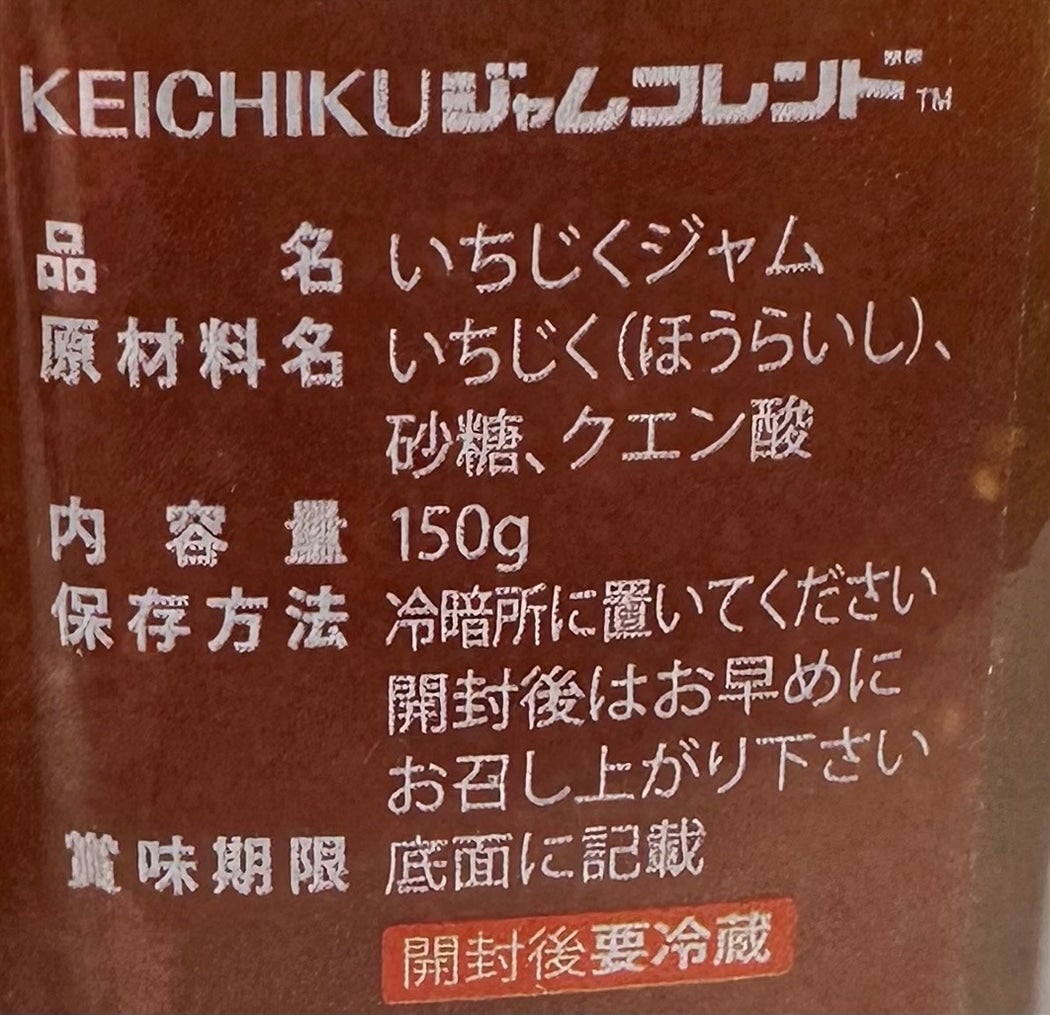 KEICHIKUジャムフレンド™
品名 いちじくジャム
原材料名 いちじく(ほうらいし)、
砂糖、クエン酸
内容量 150g
保存方法 冷暗所に置いてください
開封後はお早めに
お召し上がり下さい
賞味期限 底面に記載
開封後要冷蔵